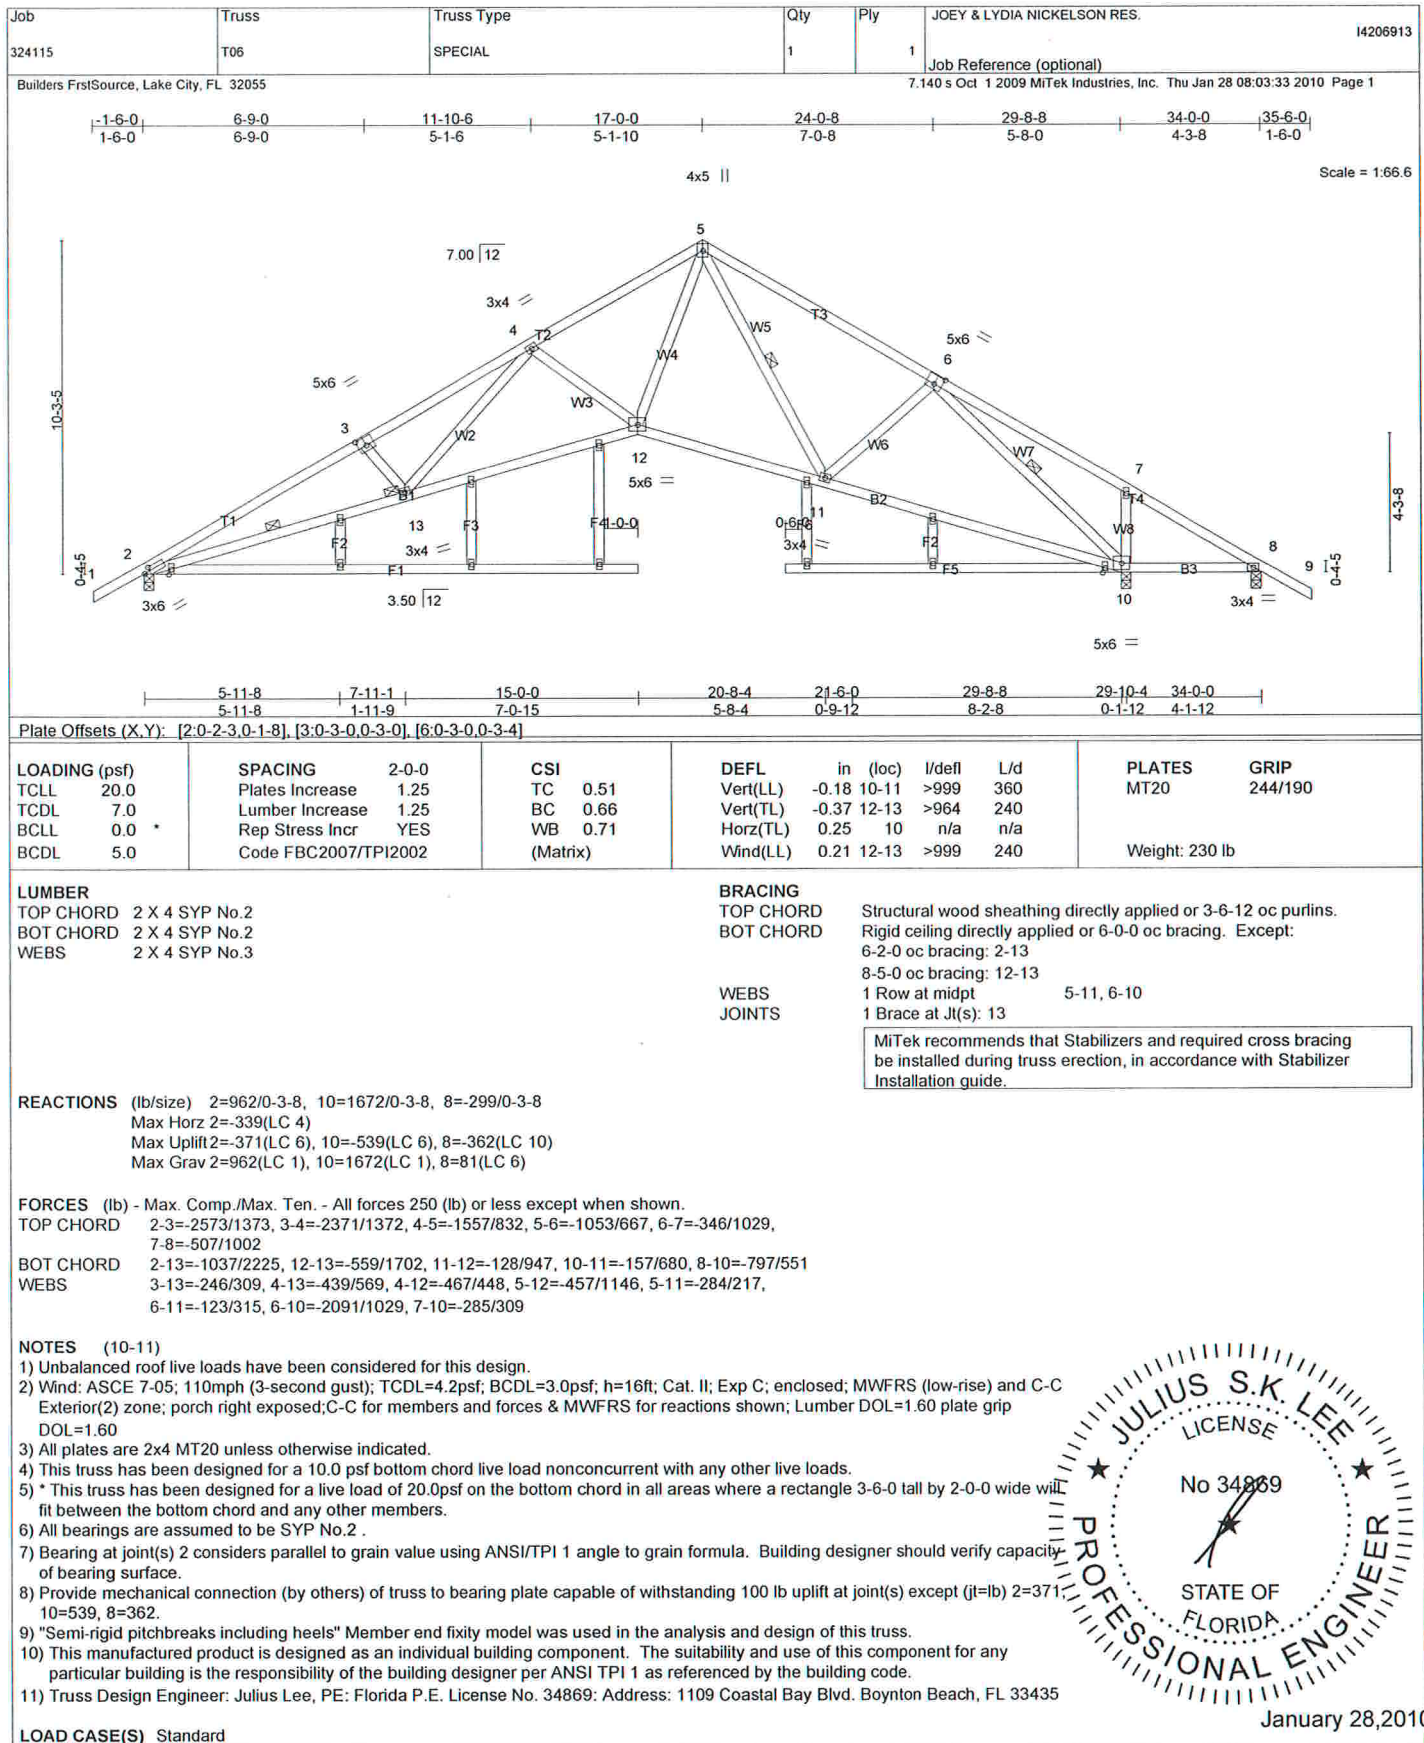 Job Truss Truss Type Qty Ply JOEY & LYDIA NICKELSON RES.
I4206913
324115 T06 SPECIAL 1 1
Job Reference (optional)
Builders FrstSource, Lake City, FL 32055 7.140 s Oct 1 2009 MiTek Industries, Inc. Thu Jan 28 08:03:33 2010 Page 1
-1-6-0 6-9-0 11-10-6 17-0-0 24-0-8 29-8-8 34-0-0 35-6-0
1-6-0 6-9-0 5-1-6 5-1-10 7-0-8 5-8-0 4-3-8 1-6-0
4x5 || Scale = 1:66.6
5
7.00 12
3x4
4 T2 T3
W5 5x6
6
W4
5x6
W3
3
10-3-5
W2 W6 W7
12 7
5x6 =
B1 B2 T4
T1 13 F3 F4 1-0-0 0-6-0 11 F6 4-3-8
2 F2 3x4 = 3x4 = F2 W8 8
0-4-5 1 F1 F5 B3 9 0-4-5
3x6 3.50 12 10 3x4 =
5x6 =
5-11-8 7-11-1 15-0-0 20-8-4 21-6-0 29-8-8 29-10-4 34-0-0
5-11-8 1-11-9 7-0-15 5-8-4 0-9-12 8-2-8 0-1-12 4-1-12
Plate Offsets (X,Y): [2:0-2-3,0-1-8], [3:0-3-0,0-3-0], [6:0-3-0,0-3-4]
LOADING (psf) SPACING 2-0-0 CSI DEFL in (loc) l/defl L/d PLATES GRIP
TCLL 20.0 Plates Increase 1.25 TC 0.51 Vert(LL) -0.18 10-11 >999 360 MT20 244/190
TCDL 7.0 Lumber Increase 1.25 BC 0.66 Vert(TL) -0.37 12-13 >964 240
BCLL 0.0 * Rep Stress Incr YES WB 0.71 Horz(TL) 0.25 10 n/a n/a
BCDL 5.0 Code FBC2007/TPI2002 (Matrix) Wind(LL) 0.21 12-13 >999 240 Weight: 230 lb
LUMBER
TOP CHORD 2 X 4 SYP No.2
BOT CHORD 2 X 4 SYP No.2
WEBS 2 X 4 SYP No.3
BRACING
TOP CHORD Structural wood sheathing directly applied or 3-6-12 oc purlins.
BOT CHORD Rigid ceiling directly applied or 6-0-0 oc bracing. Except:
6-2-0 oc bracing: 2-13
8-5-0 oc bracing: 12-13
WEBS 1 Row at midpt 5-11, 6-10
JOINTS 1 Brace at Jt(s): 13
MiTek recommends that Stabilizers and required cross bracing
be installed during truss erection, in accordance with Stabilizer
Installation guide.
REACTIONS (lb/size) 2=962/0-3-8, 10=1672/0-3-8, 8=-299/0-3-8
Max Horz 2=-339(LC 4)
Max Uplift 2=-371(LC 6), 10=-539(LC 6), 8=-362(LC 10)
Max Grav 2=962(LC 1), 10=1672(LC 1), 8=81(LC 6)
FORCES (lb) - Max. Comp./Max. Ten. - All forces 250 (lb) or less except when shown.
TOP CHORD 2-3=-2573/1373, 3-4=-2371/1372, 4-5=-1557/832, 5-6=-1053/667, 6-7=-346/1029,
7-8=-507/1002
BOT CHORD 2-13=-1037/2225, 12-13=-559/1702, 11-12=-128/947, 10-11=-157/680, 8-10=-797/551
WEBS 3-13=-246/309, 4-13=-439/569, 4-12=-467/448, 5-12=-457/1146, 5-11=-284/217,
6-11=-123/315, 6-10=-2091/1029, 7-10=-285/309
NOTES (10-11)
1) Unbalanced roof live loads have been considered for this design.
2) Wind: ASCE 7-05; 110mph (3-second gust); TCDL=4.2psf; BCDL=3.0psf; h=16ft; Cat. II; Exp C; enclosed; MWFRS (low-rise) and C-C
Exterior(2) zone; porch right exposed;C-C for members and forces & MWFRS for reactions shown; Lumber DOL=1.60 plate grip
DOL=1.60
3) All plates are 2x4 MT20 unless otherwise indicated.
4) This truss has been designed for a 10.0 psf bottom chord live load nonconcurrent with any other live loads.
5) * This truss has been designed for a live load of 20.0psf on the bottom chord in all areas where a rectangle 3-6-0 tall by 2-0-0 wide will
fit between the bottom chord and any other members.
6) All bearings are assumed to be SYP No.2 .
7) Bearing at joint(s) 2 considers parallel to grain value using ANSI/TPI 1 angle to grain formula. Building designer should verify capacity
of bearing surface.
8) Provide mechanical connection (by others) of truss to bearing plate capable of withstanding 100 lb uplift at joint(s) except (jt=lb) 2=371,
10=539, 8=362.
9) "Semi-rigid pitchbreaks including heels" Member end fixity model was used in the analysis and design of this truss.
10) This manufactured product is designed as an individual building component. The suitability and use of this component for any
particular building is the responsibility of the building designer per ANSI TPI 1 as referenced by the building code.
11) Truss Design Engineer: Julius Lee, PE: Florida P.E. License No. 34869: Address: 1109 Coastal Bay Blvd. Boynton Beach, FL 33435
LOAD CASE(S) Standard
JULIUS S.K. LEE
LICENSE
No 34869
STATE OF
FLORIDA
PROFESSIONAL ENGINEER
January 28,2010